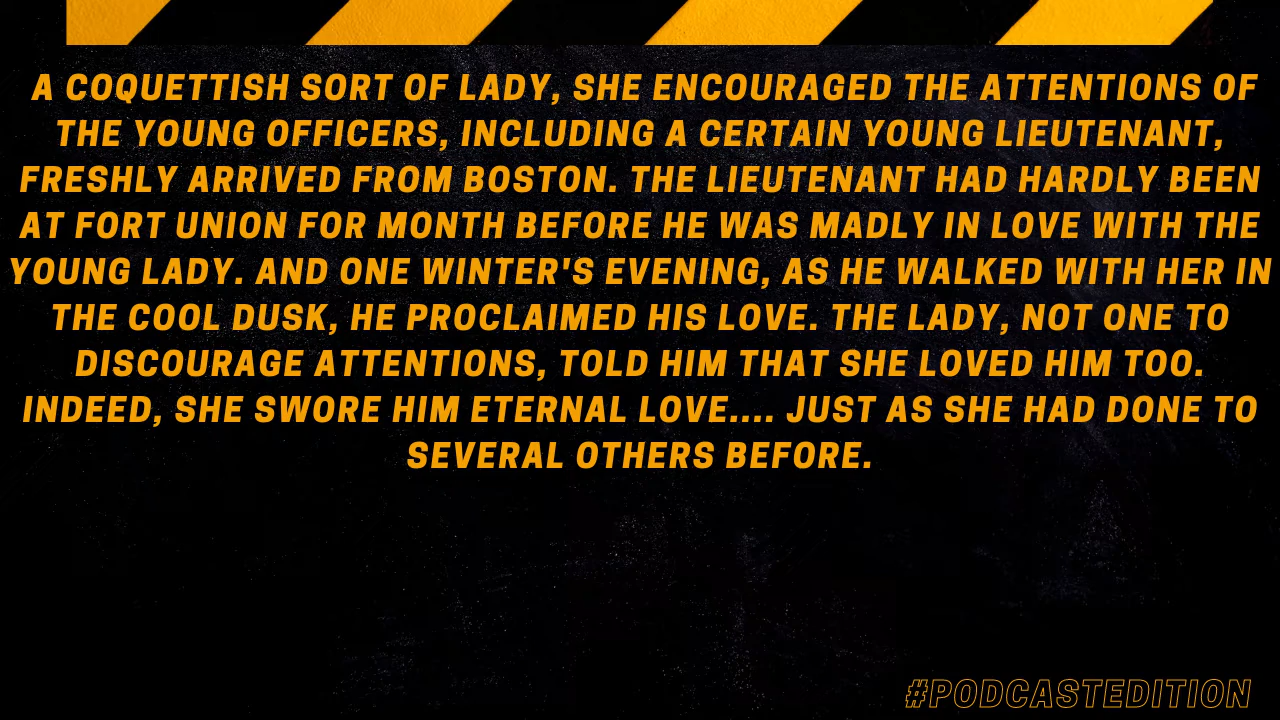 A COQUETTISH SORT OF LADY, SHE ENCOURAGED THE ATTENTIONS OF
THE YOUNG OFFICERS, INCLUDING A CERTAIN YOUNG LIEUTENANT,
FRESHLY ARRIVED FROM BOSTON. THE LIEUTENANT HAD HARDLY BEEN
AT FORT UNION FOR MONTH BEFORE HE WAS MADLY IN LOVE WITH THE
YOUNG LADY. AND ONE WINTER'S EVENING, AS HE WALKED WITH HER IN
THE COOL DUSK, HE PROCLAIMED HIS LOVE. THE LADY, NOT ONE TO
DISCOURAGE ATTENTIONS, TOLD HIM THAT SHE LOVED HIM TOO.
INDEED, SHE SWORE HIM ETERNAL LOVE.... JUST AS SHE HAD DONE TO
SEVERAL OTHERS BEFORE.
#PODCASTEDITION